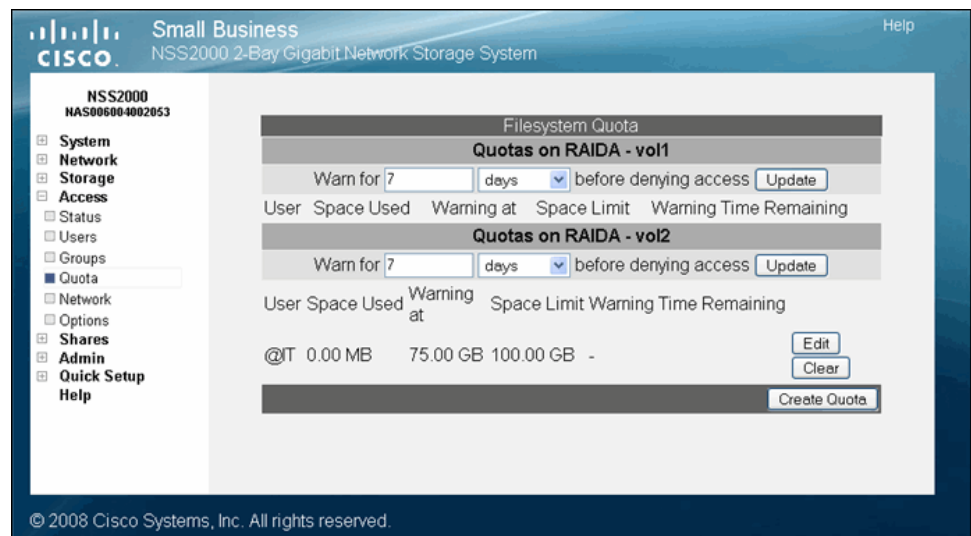 Small Business
Help
CISCO.
NSS2000 2-Bay Gigabit Network Storage System
NSS2000
NAS006004002053
System
Network
Storage
Access
Status
Users
Groups
Quota
Network
Options
Shares
Admin
Quick Setup
Help
Filesystem Quota
Quotas on RAIDA - vol1
Warn for 7 days before denying access Update
User Space Used Warning at Space Limit Warning Time Remaining
Quotas on RAIDA - vol2
Warn for 7 days before denying access Update
User Space Used Warning at Space Limit Warning Time Remaining
@IT 0.00 MB 75.00 GB 100.00 GB -
Edit
Clear
Create Quota
© 2008 Cisco Systems, Inc. All rights reserved.